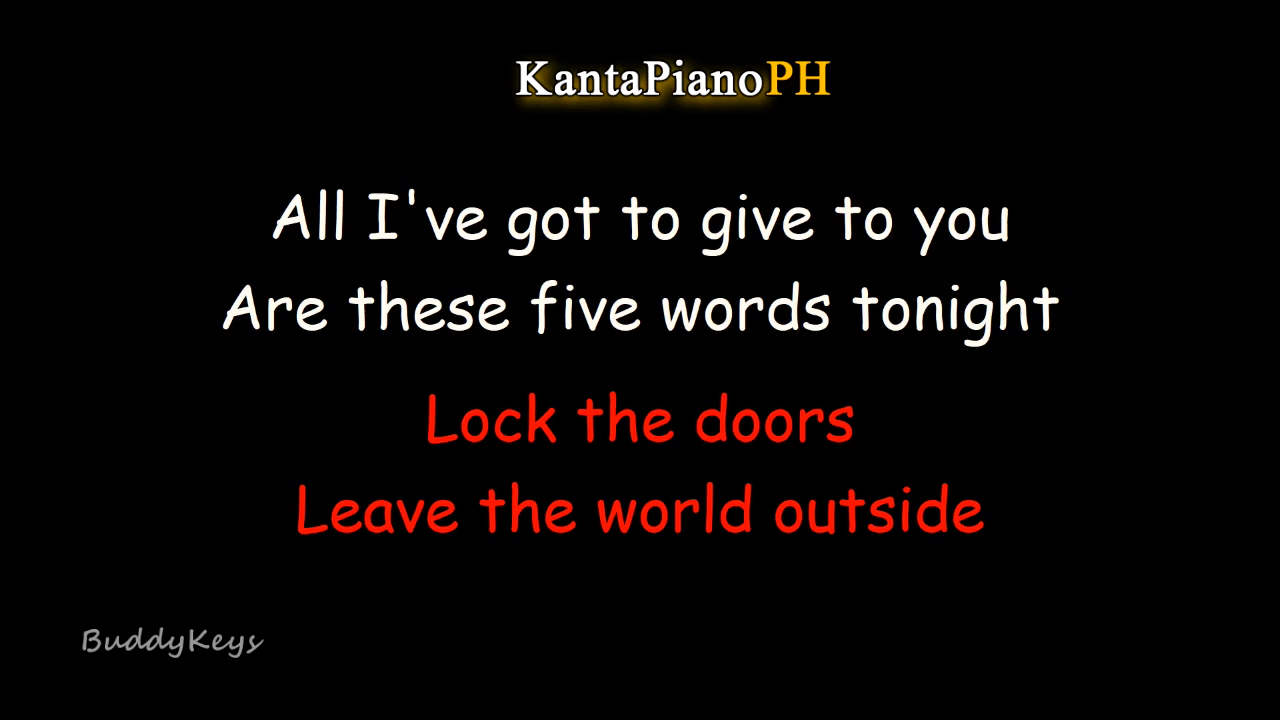 KantaPianoPH
All I've got to give to you
Are these five words tonight
Lock the doors
Leave the world outside
BuddyKeys